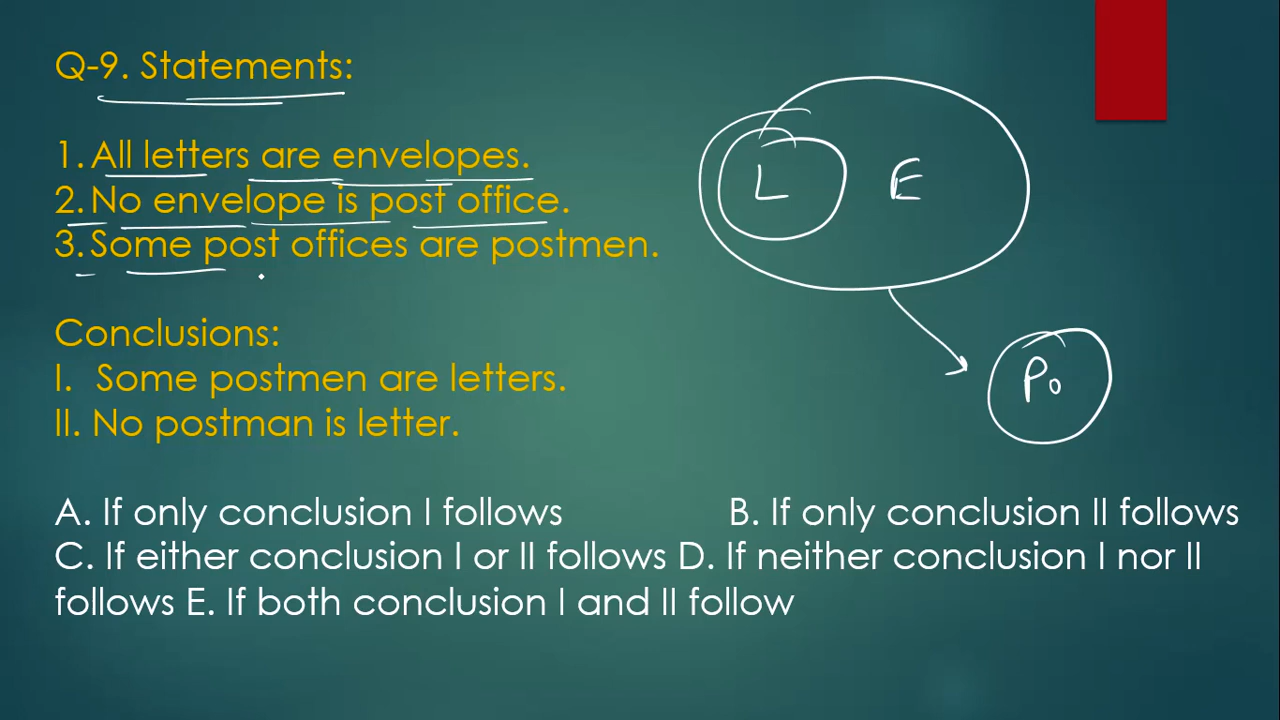 Q-9. Statements:
1. All letters are envelopes.
2. No envelope is post office.
3. Some post offices are postmen.
L E
Po
Conclusions:
I. Some postmen are letters.
II. No postman is letter.
A. If only conclusion I follows B. If only conclusion II follows
C. If either conclusion I or II follows D. If neither conclusion I nor II
follows E. If both conclusion I and II follow